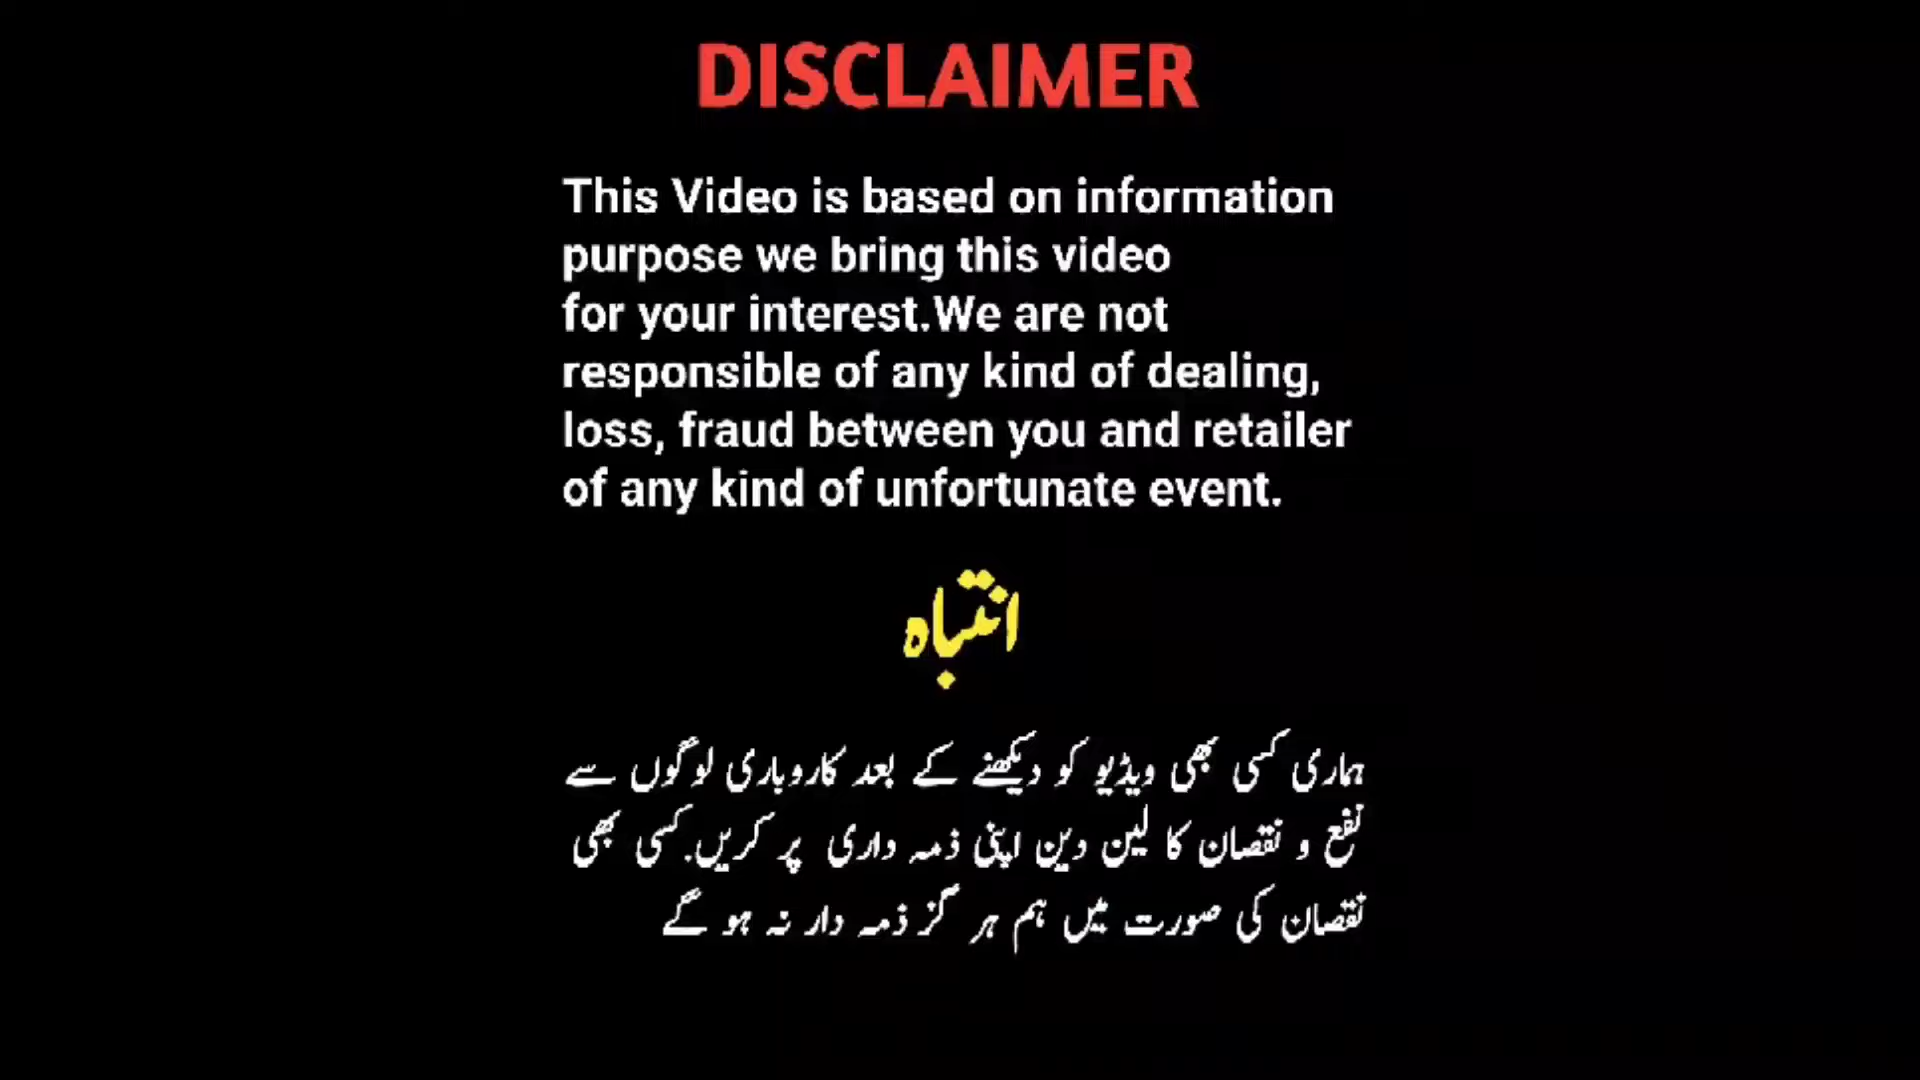 DISCLAIMER
This Video is based on information
purpose we bring this video
for your interest.We are not
responsible of any kind of dealing,
loss, fraud between you and retailer
of any kind of unfortunate event.
انتباہ
ہماری کسی بھی ویڈیو کو دیکھنے کے بعد کاروباری لوگوں سے
نفع و نقصان کا لین دین اپنی ذمہ داری پر کریں.کسی بھی
نقصان کی صورت میں ہم ہر گز ذمہ دار نہ ہو گے